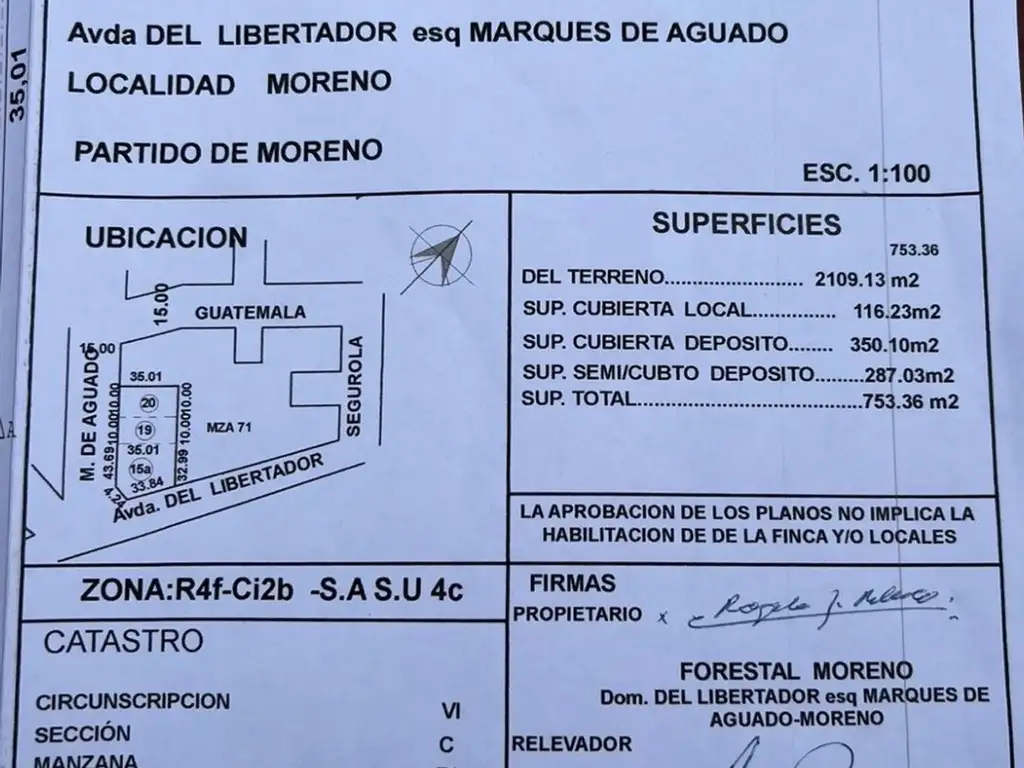 35,01
Avda DEL LIBERTADOR esq MARQUES DE AGUADO
LOCALIDAD MORENO
PARTIDO DE MORENO
ESC. 1:100
UBICACION
15.00
GUATEMALA
15.00
M. DE AGUADO
SEGUROLA
35.01
20
10.00
10.00
19
10.00
10.00
MZA 71
35.01
43.69
32.99
15a
33.84
4.24
Avda. DEL LIBERTADOR
SUPERFICIES
753.36
DEL TERRENO........................ 2109.13 m2
SUP. CUBIERTA LOCAL.............. 116.23m2
SUP. CUBIERTA DEPOSITO........ 350.10m2
SUP. SEMI/CUBTO DEPOSITO.........287.03m2
SUP. TOTAL.........................................753.36 m2
LA APROBACION DE LOS PLANOS NO IMPLICA LA
HABILITACION DE DE LA FINCA Y/O LOCALES
ZONA:R4f-Ci2b -S.A S.U 4c
CATASTRO
CIRCUNSCRIPCION VI
SECCIÓN C
MANZANA
FIRMAS
PROPIETARIO x
FORESTAL MORENO
Dom. DEL LIBERTADOR esq MARQUES DE
AGUADO-MORENO
RELEVADOR